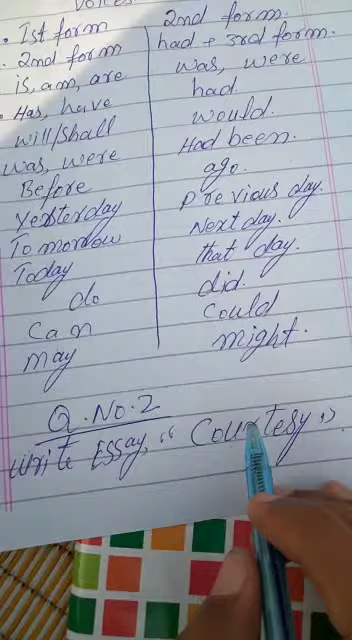 Voices
1st form 2nd form.
2nd form had + 3rd form.
is, am, are was, were
Has, have had.
will/shall would.
was, were Had been.
Before ago.
Yesterday Previous day.
Tomorrow Next day.
Today that day.
do did.
Can Could
may might.
Q.No.2
write Essay, "Courtesy".